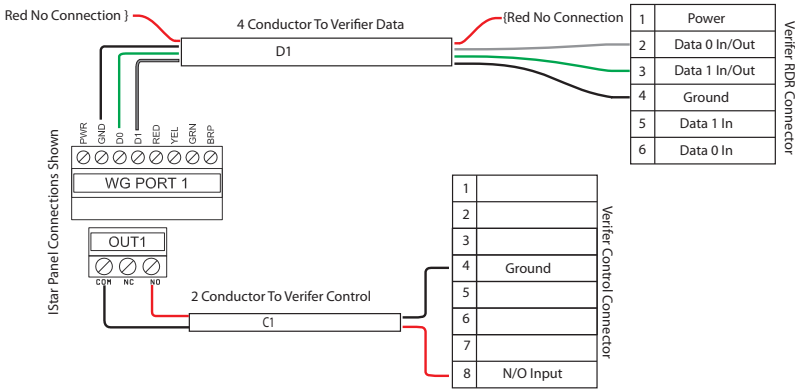 Red No Connection }
4 Conductor To Verifier Data
{Red No Connection
D1
1 Power
2 Data 0 In/Out
3 Data 1 In/Out
4 Ground
5 Data 1 In
6 Data 0 In
Verifer RDR Connector
PWR
GND
D0
D1
RED
YEL
GRN
BRP
WG PORT 1
IStar Panel Connections Shown
OUT1
COM NC NO
2 Conductor To Verifer Control
C1
1
2
3
4 Ground
5
6
7
8 N/O Input
Verifer Control Connector